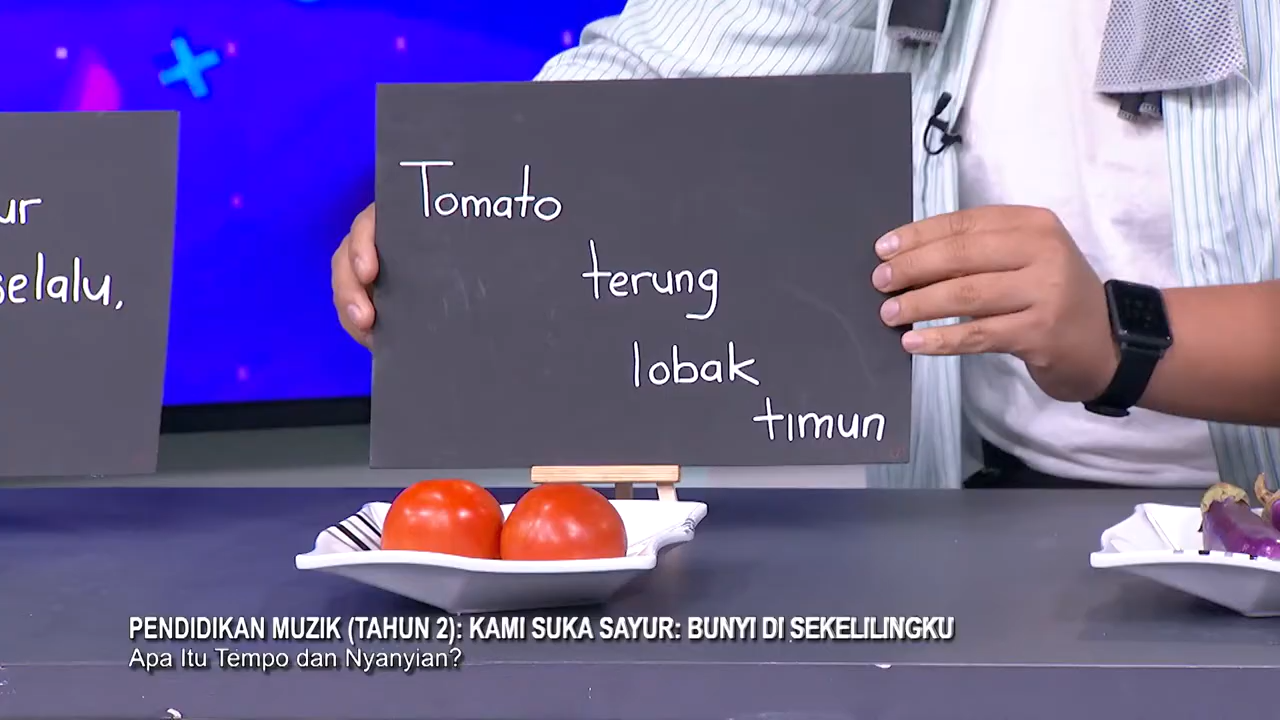 ur
selalu,
Tomato
terung
lobak
timun
PENDIDIKAN MUZIK (TAHUN 2): KAMI SUKA SAYUR: BUNYI DI SEKELILINGKU
Apa Itu Tempo dan Nyanyian?